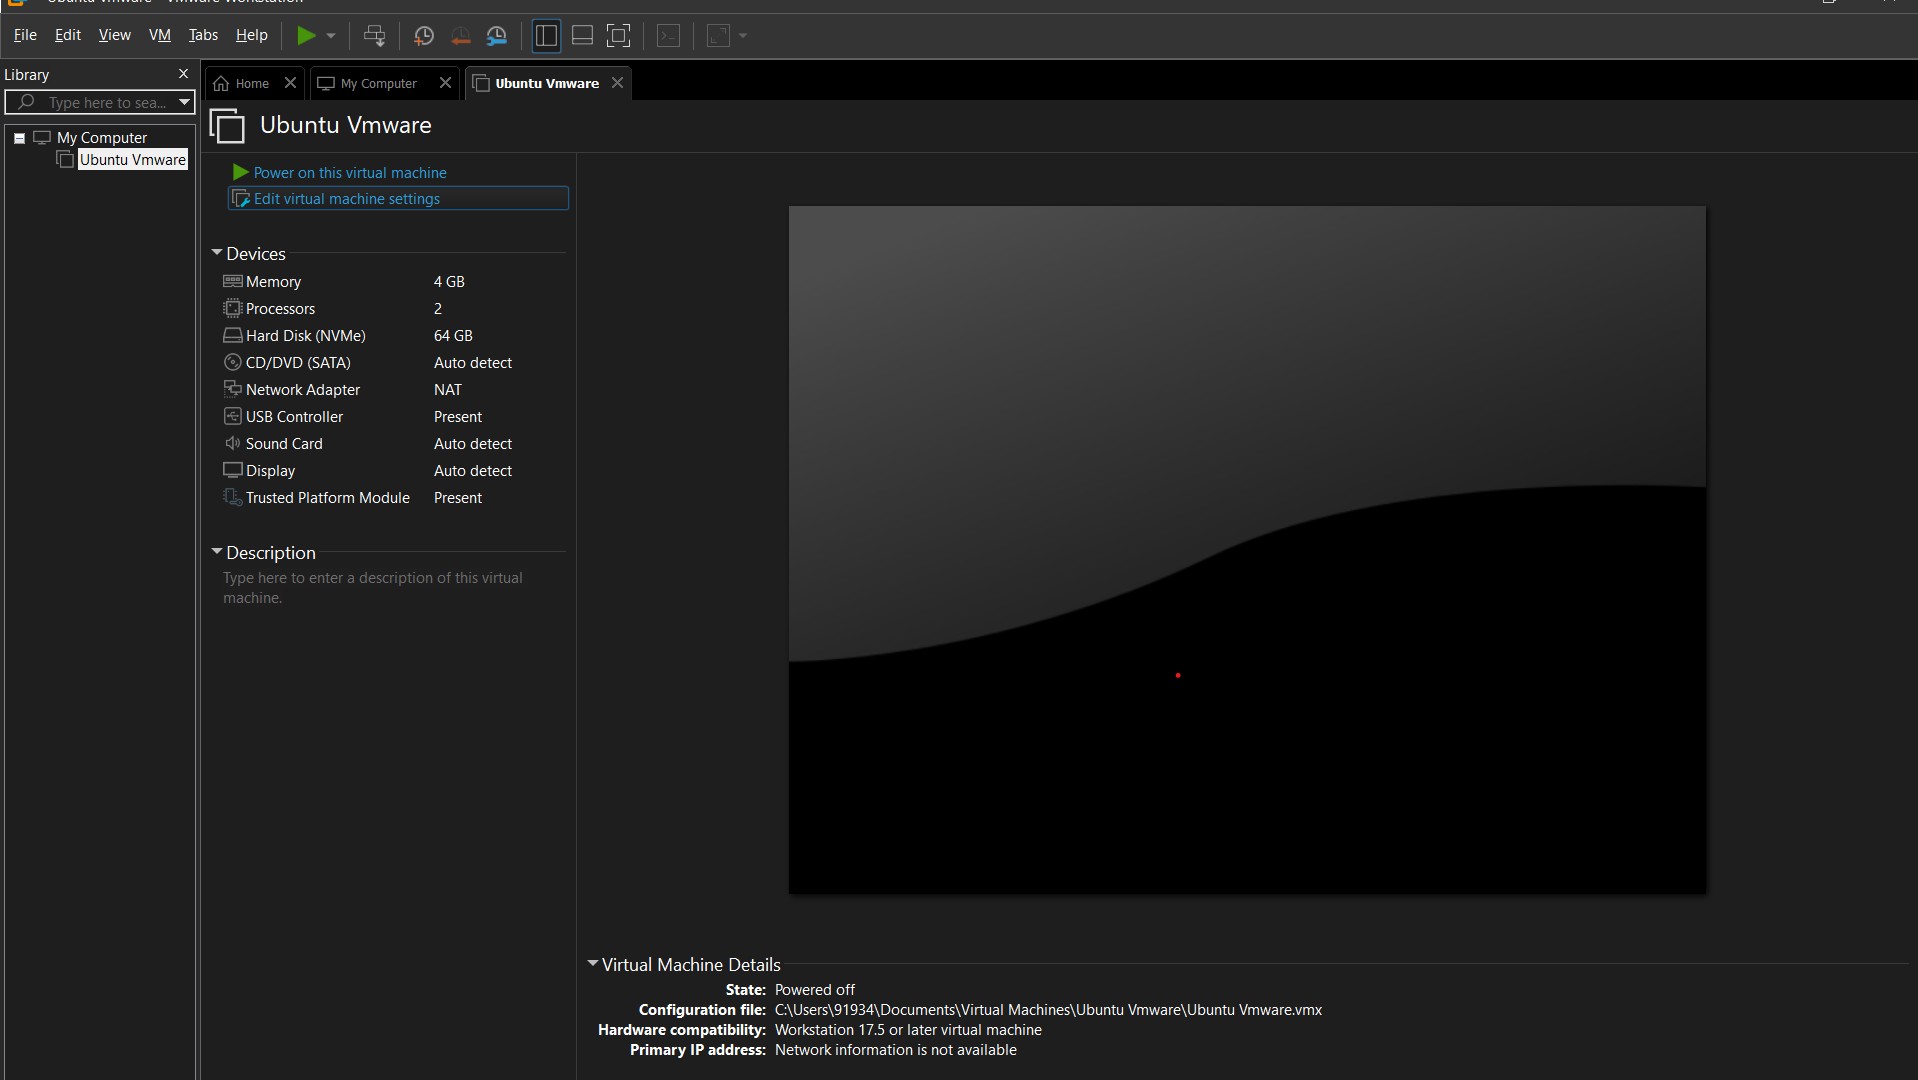 Ubuntu Vmware - VMware Workstation
File Edit View VM Tabs Help
Library
Type here to sea...
My Computer
Ubuntu Vmware
Home
My Computer
Ubuntu Vmware
Ubuntu Vmware
Power on this virtual machine
Edit virtual machine settings
Devices
Memory 4 GB
Processors 2
Hard Disk (NVMe) 64 GB
CD/DVD (SATA) Auto detect
Network Adapter NAT
USB Controller Present
Sound Card Auto detect
Display Auto detect
Trusted Platform Module Present
Description
Type here to enter a description of this virtual
machine.
Virtual Machine Details
State: Powered off
Configuration file: C:\Users\91934\Documents\Virtual Machines\Ubuntu Vmware\Ubuntu Vmware.vmx
Hardware compatibility: Workstation 17.5 or later virtual machine
Primary IP address: Network information is not available